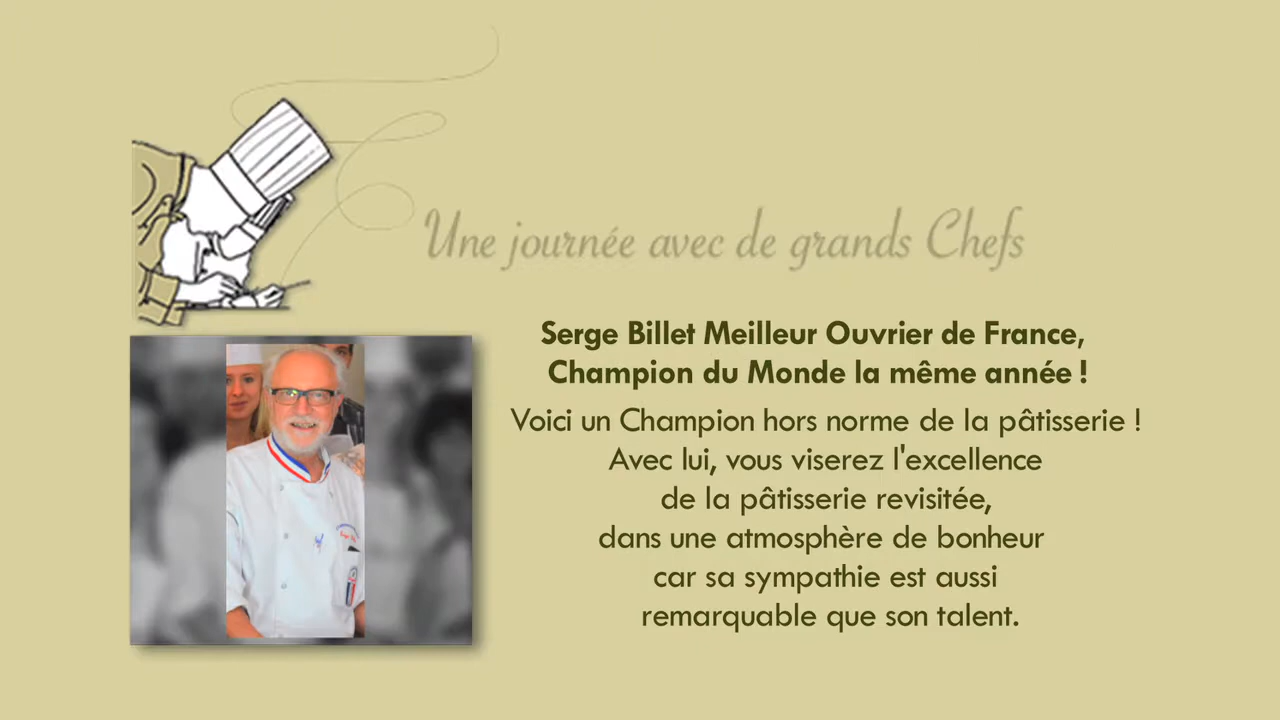 Une journée avec de grands Chefs
Serge Billet Meilleur Ouvrier de France,
Champion du Monde la même année !
Voici un Champion hors norme de la pâtisserie !
Avec lui, vous viserez l'excellence
de la pâtisserie revisitée,
dans une atmosphère de bonheur
car sa sympathie est aussi
remarquable que son talent.